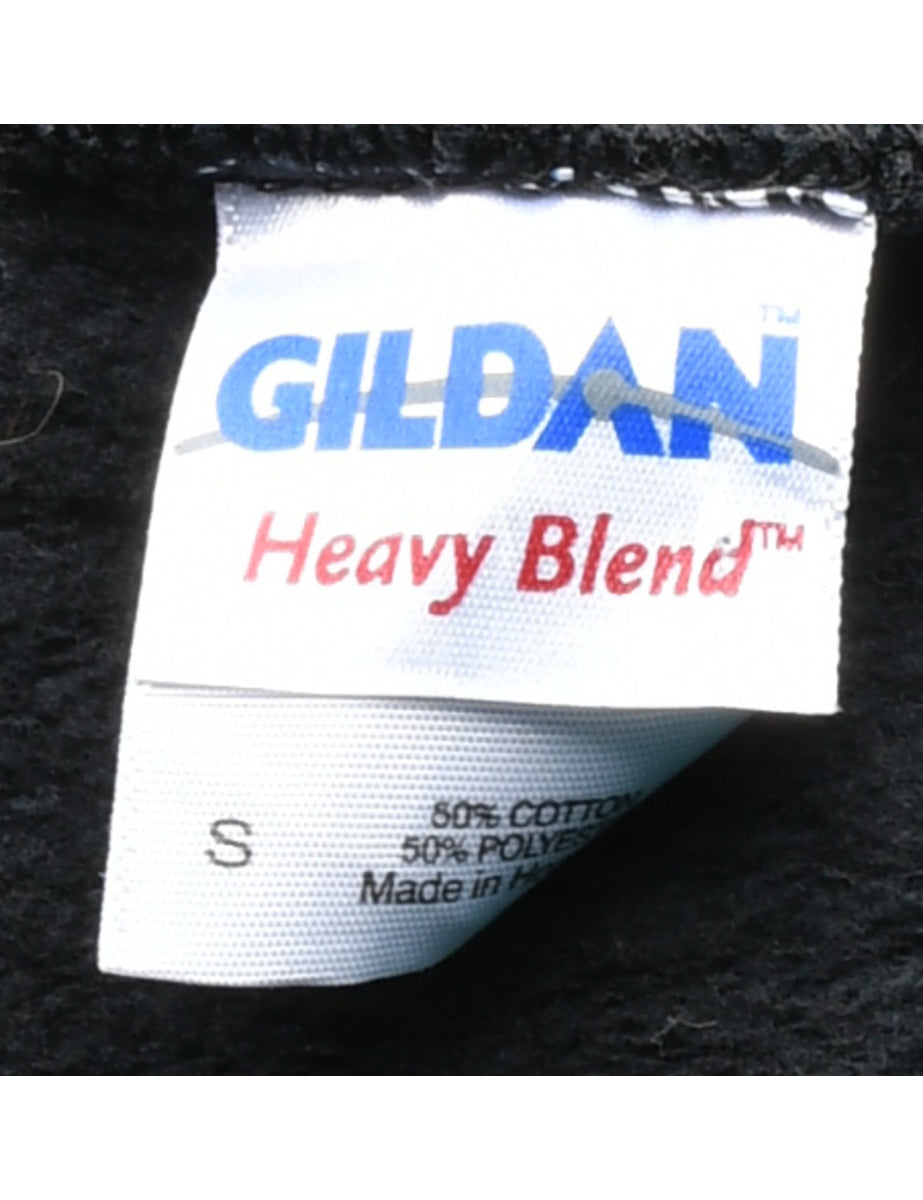 GILDAN™
Heavy Blend™
S
50% COTTON
50% POLYES
Made in